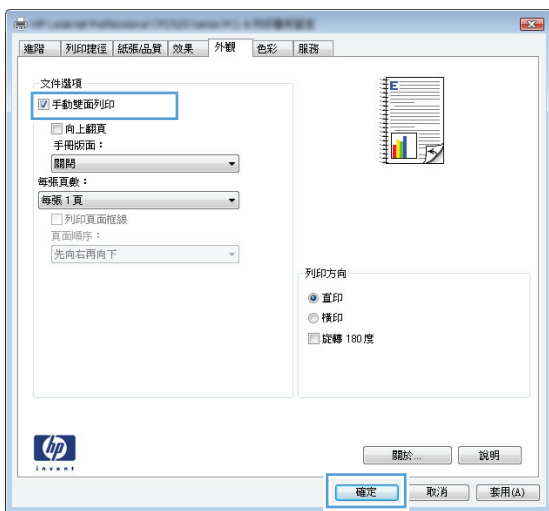 進階 列印捷徑 紙張/品質 效果 外觀 色彩 服務
文件選項
手動雙面列印
向上翻頁
手冊版面：
關閉
每張頁數：
每張 1 頁
列印頁面框線
頁面順序：
先向右再向下
E
列印方向
直印
橫印
旋轉 180 度
hp
invent
關於... 說明
確定 取消 套用(A)